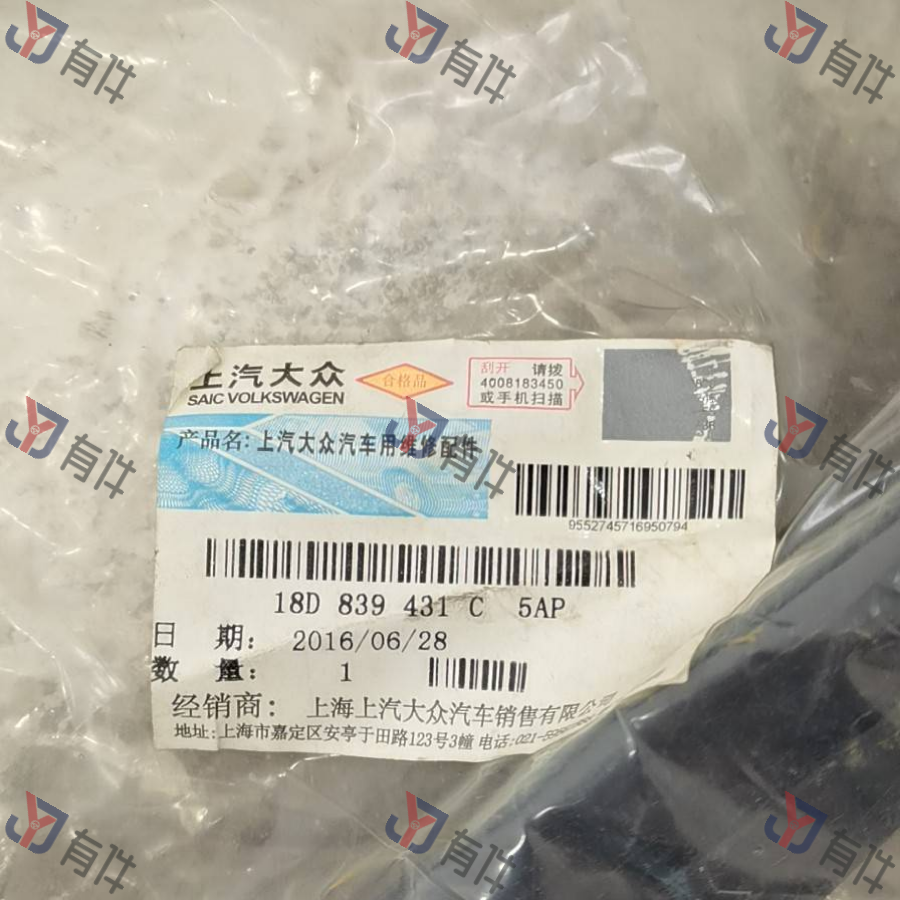 有件
有件
有件
上汽大众
SAIC VOLKSWAGEN
合格品
刮开 请拨
4008183450
或手机扫描
产品名: 上汽大众汽车用维修配件
9552745716950794
18D 839 431 C 5AP
日 期: 2016/06/28
数 量: 1
经销商: 上海上汽大众汽车销售有限公司
地址:上海市嘉定区安亭于田路123号3幢 电话:021-
有件
有件
有件
有件
有件
有件